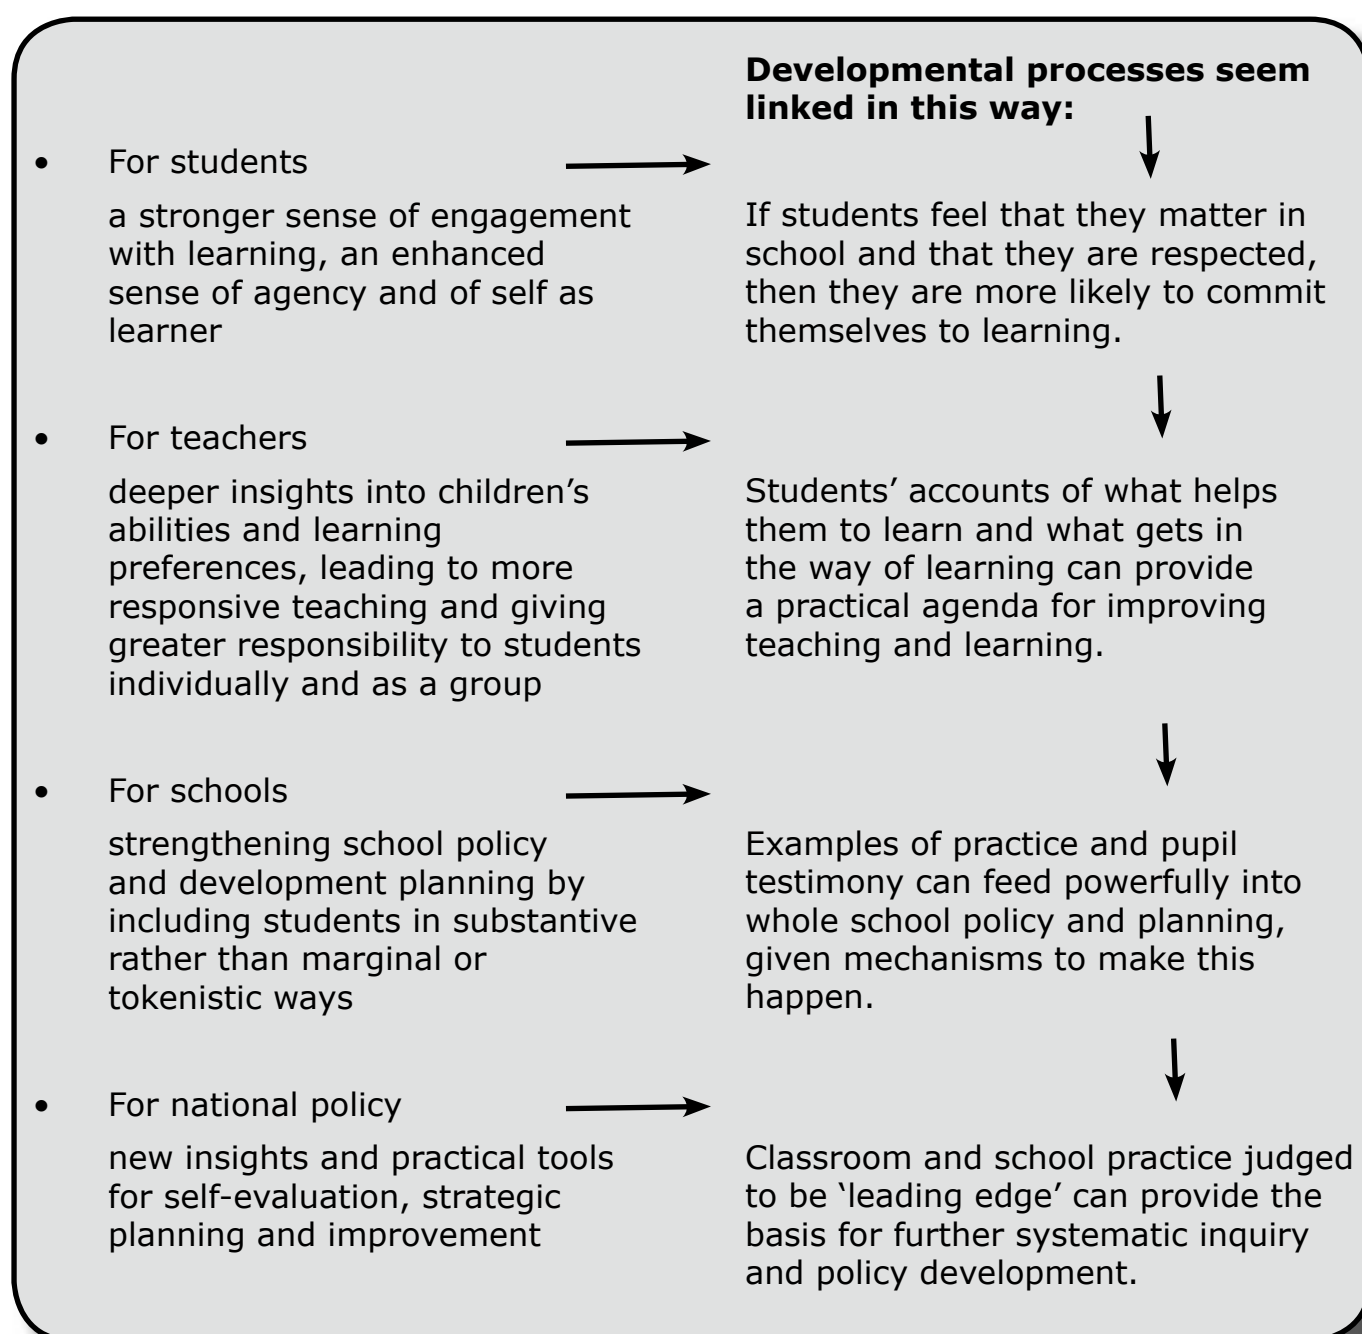 Developmental processes seem
linked in this way:
• For students
a stronger sense of engagement
with learning, an enhanced
sense of agency and of self as
learner
If students feel that they matter in
school and that they are respected,
then they are more likely to commit
themselves to learning.
• For teachers
deeper insights into children’s
abilities and learning
preferences, leading to more
responsive teaching and giving
greater responsibility to students
individually and as a group
Students’ accounts of what helps
them to learn and what gets in
the way of learning can provide
a practical agenda for improving
teaching and learning.
• For schools
strengthening school policy
and development planning by
including students in substantive
rather than marginal or
tokenistic ways
Examples of practice and pupil
testimony can feed powerfully into
whole school policy and planning,
given mechanisms to make this
happen.
• For national policy
new insights and practical tools
for self-evaluation, strategic
planning and improvement
Classroom and school practice judged
to be ‘leading edge’ can provide the
basis for further systematic inquiry
and policy development.